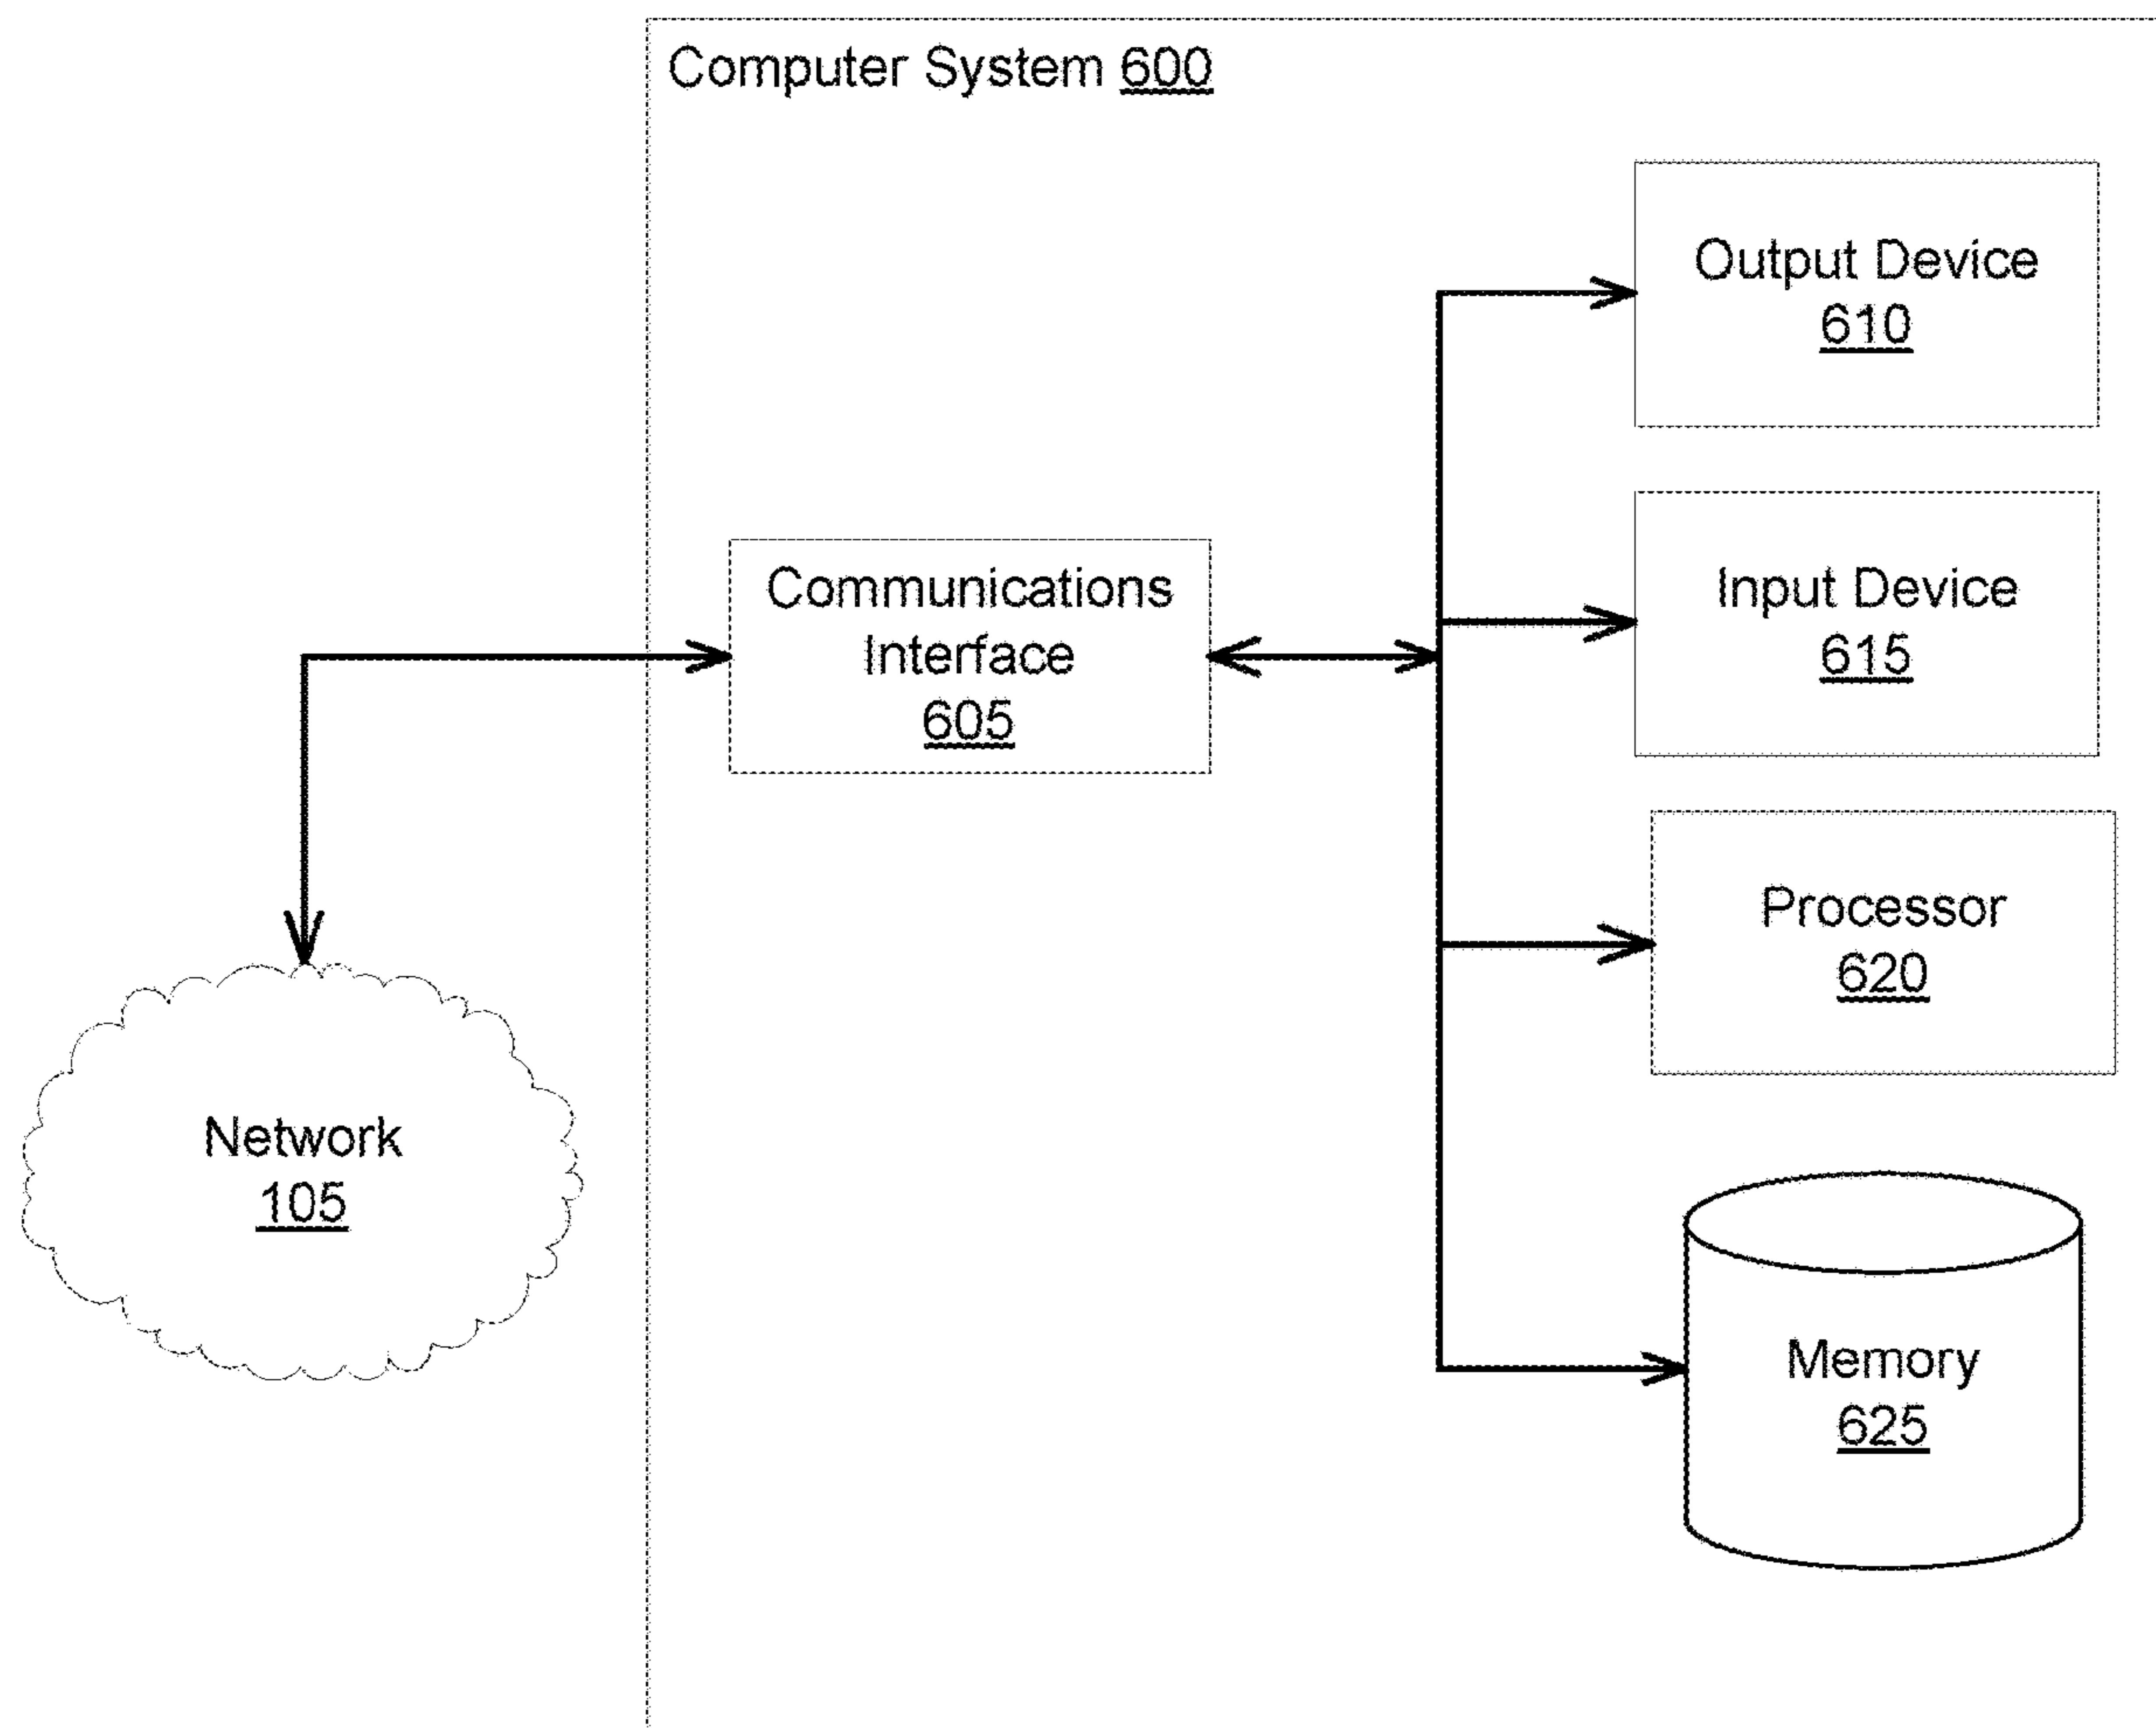 Computer System 600
Output Device
610
Input Device
615
Communications
Interface
605
Processor
620
Network
105
Memory
625